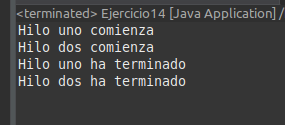 <terminated> Ejercicio14 [Java Application] /
Hilo uno comienza
Hilo dos comienza
Hilo uno ha terminado
Hilo dos ha terminado